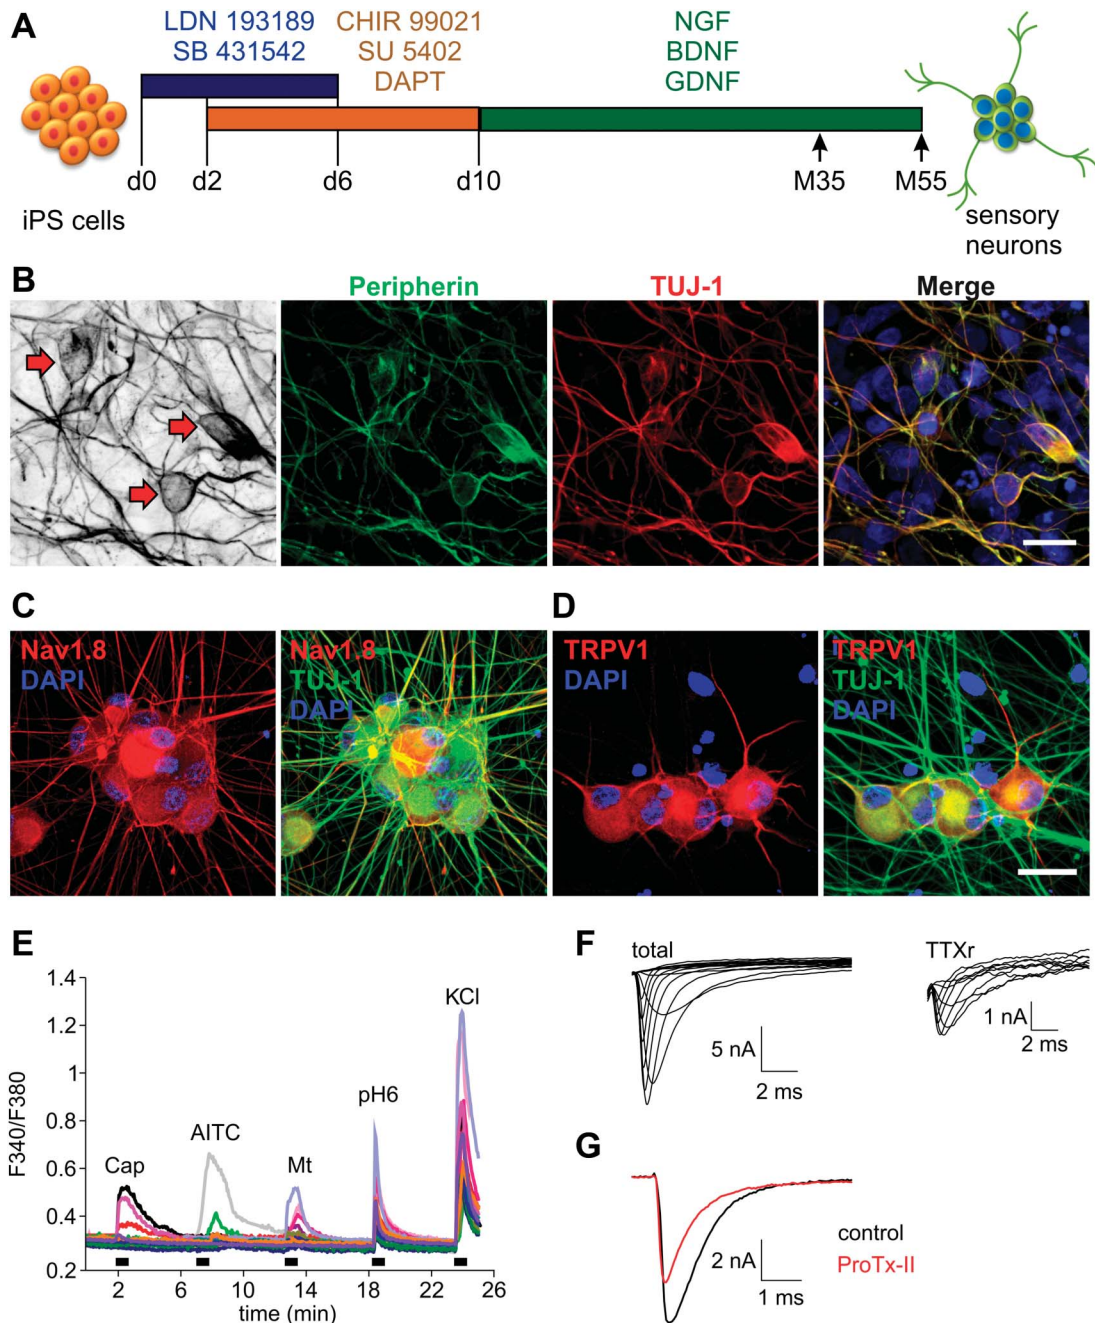 A
LDN 193189
SB 431542
CHIR 99021
SU 5402
DAPT
NGF
BDNF
GDNF
d0
d2
d6
d10
M35
M55
iPS cells
sensory
neurons
B
Peripherin
TUJ-1
Merge
C
Nav1.8
DAPI
Nav1.8
TUJ-1
DAPI
D
TRPV1
DAPI
TRPV1
TUJ-1
DAPI
E
F340/F380
1.4
1.2
1
0.8
0.6
0.4
0.2
Cap
AITC
Mt
pH6
KCl
2
6
10
14
18
22
26
time (min)
F
total
5 nA
2 ms
TTXr
1 nA
2 ms
G
control
ProTx-II
2 nA
1 ms